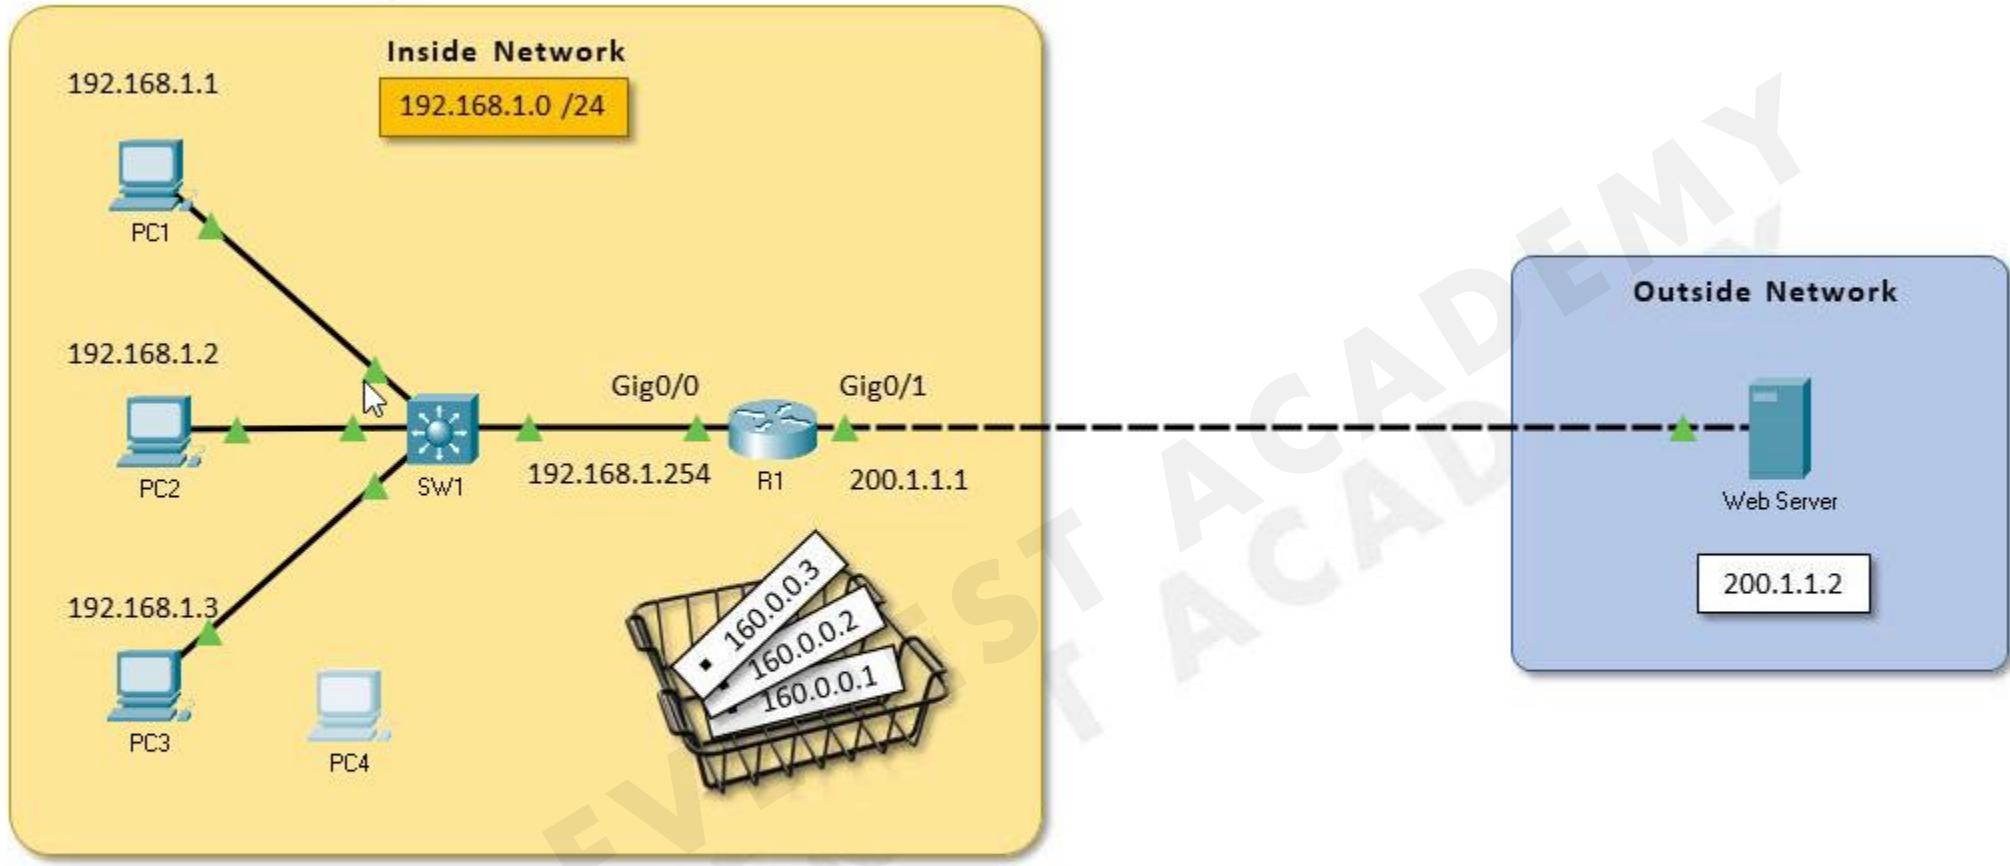 Inside Network
192.168.1.0 /24
192.168.1.1
PC1
192.168.1.2
PC2
192.168.1.3
PC3
PC4
SW1
Gig0/0
192.168.1.254
R1
Gig0/1
200.1.1.1
▪ 160.0.0.3
▪ 160.0.0.2
160.0.0.1
Outside Network
Web Server
200.1.1.2
EVEREST ACADEMY
ACADEMY